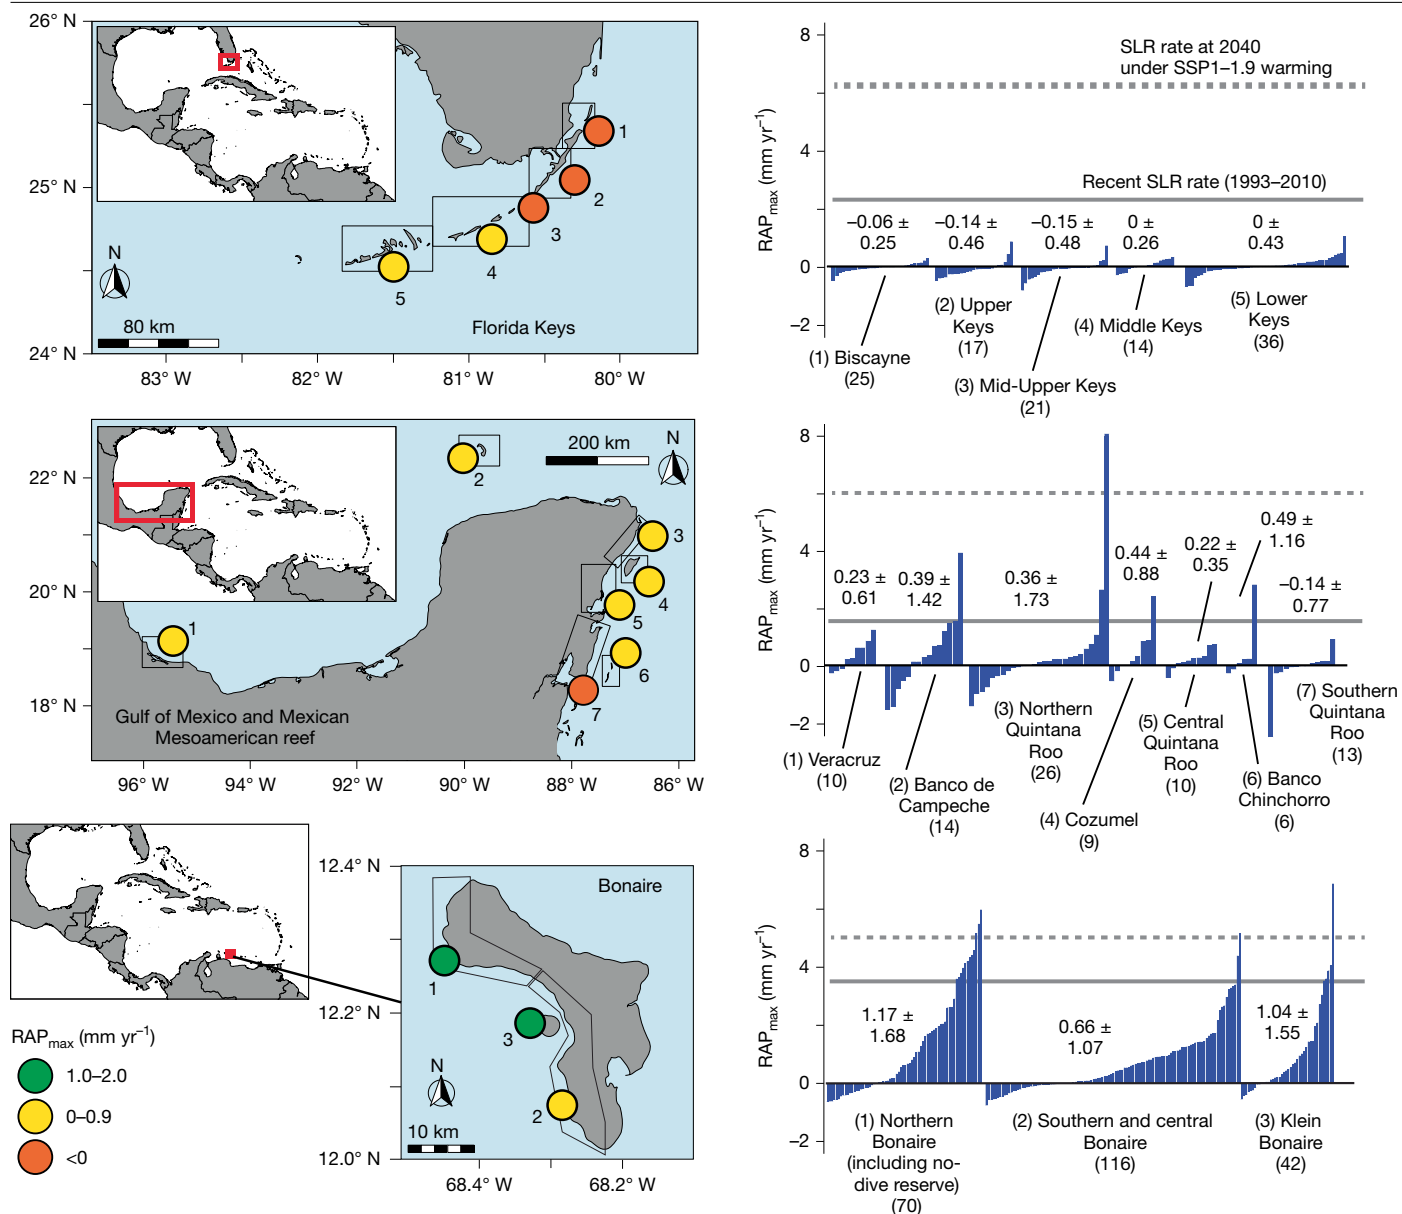 26° N
25° N
24° N
83° W
82° W
81° W
80° W
N
80 km
Florida Keys
1
2
3
4
5
8
4
2
0
−2
RAPmax (mm yr−1)
SLR rate at 2040
under SSP1–1.9 warming
Recent SLR rate (1993–2010)
−0.06 ±
0.25
−0.14 ±
0.46
−0.15 ±
0.48
0 ±
0.26
0 ±
0.43
(1) Biscayne
(25)
(2) Upper
Keys
(17)
(3) Mid-Upper Keys
(21)
(4) Middle Keys
(14)
(5) Lower
Keys
(36)
22° N
20° N
18° N
96° W
94° W
92° W
90° W
88° W
86° W
200 km
N
Gulf of Mexico and Mexican
Mesoamerican reef
1
2
3
4
5
6
7
8
4
2
0
−2
RAPmax (mm yr−1)
0.23 ±
0.61
0.39 ±
1.42
0.36 ±
1.73
0.44 ±
0.88
0.22 ±
0.35
0.49 ±
1.16
−0.14 ±
0.77
(1) Veracruz
(10)
(2) Banco de
Campeche
(14)
(3) Northern
Quintana
Roo
(26)
(4) Cozumel
(9)
(5) Central
Quintana
Roo
(10)
(6) Banco
Chinchorro
(6)
(7) Southern
Quintana
Roo
(13)
12.4° N
12.2° N
12.0° N
68.4° W
68.2° W
Bonaire
1
3
2
N
10 km
RAPmax (mm yr−1)
1.0–2.0
0–0.9
<0
8
4
2
0
−2
RAPmax (mm yr−1)
1.17 ±
1.68
0.66 ±
1.07
1.04 ±
1.55
(1) Northern
Bonaire
(including no-
dive reserve)
(70)
(2) Southern and central
Bonaire
(116)
(3) Klein
Bonaire
(42)